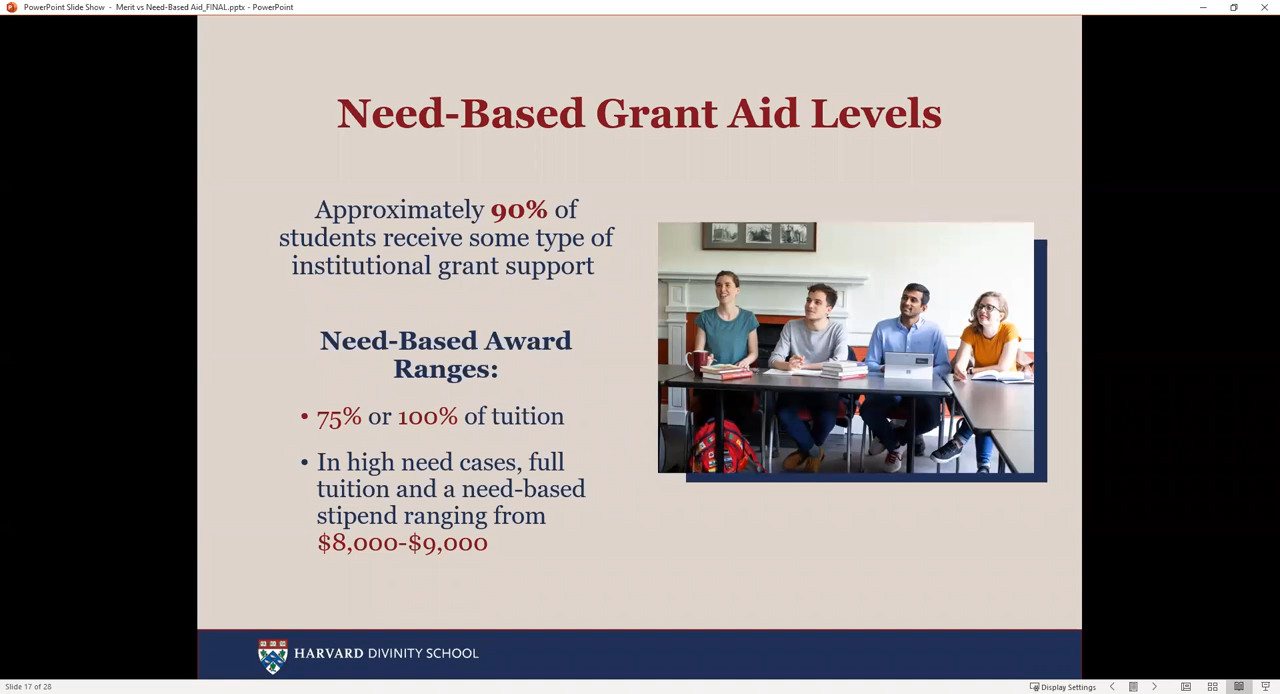 PowerPoint Slide Show - Merit vs Need-Based Aid_FINAL.pptx - PowerPoint
Need-Based Grant Aid Levels
Approximately 90% of
students receive some type of
institutional grant support
Need-Based Award
Ranges:
• 75% or 100% of tuition
• In high need cases, full
tuition and a need-based
stipend ranging from
$8,000-$9,000
HARVARD DIVINITY SCHOOL
Slide 17 of 28
Display Settings